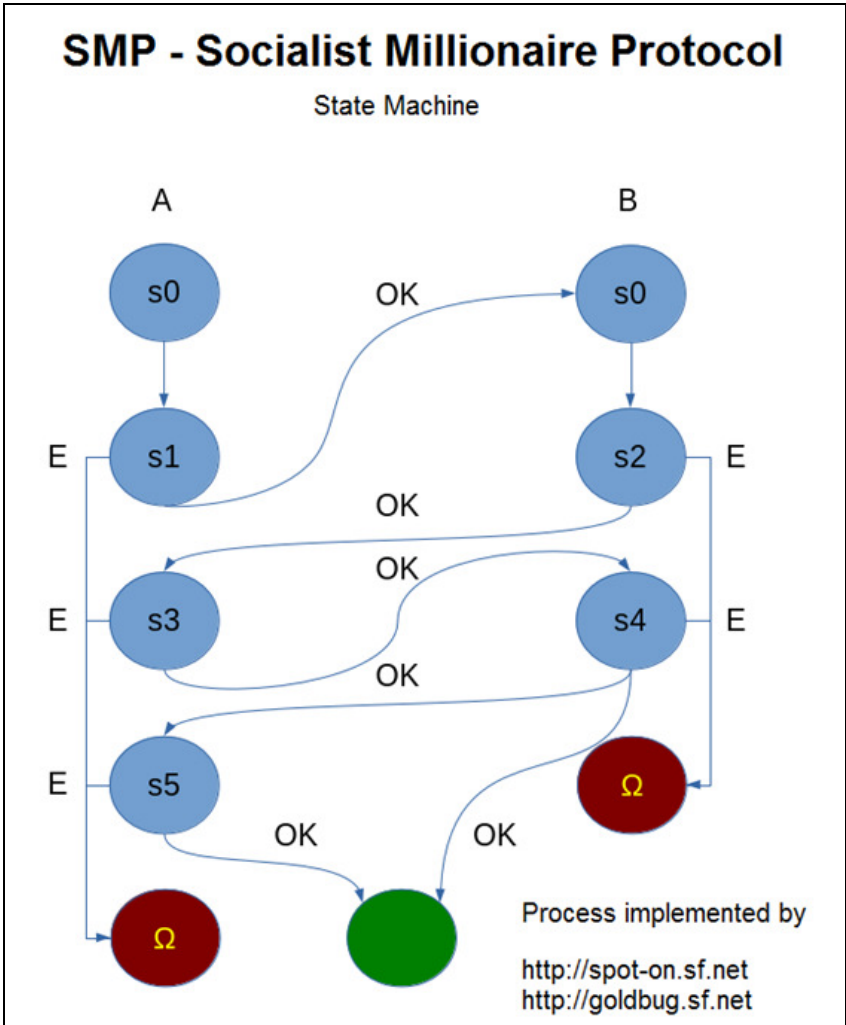 SMP - Socialist Millionaire Protocol
State Machine
A B
s0 OK s0
E s1 s2 E
OK
OK
E s3 s4 E
OK
E s5 Ω
OK OK
Ω
Process implemented by
http://spot-on.sf.net
http://goldbug.sf.net